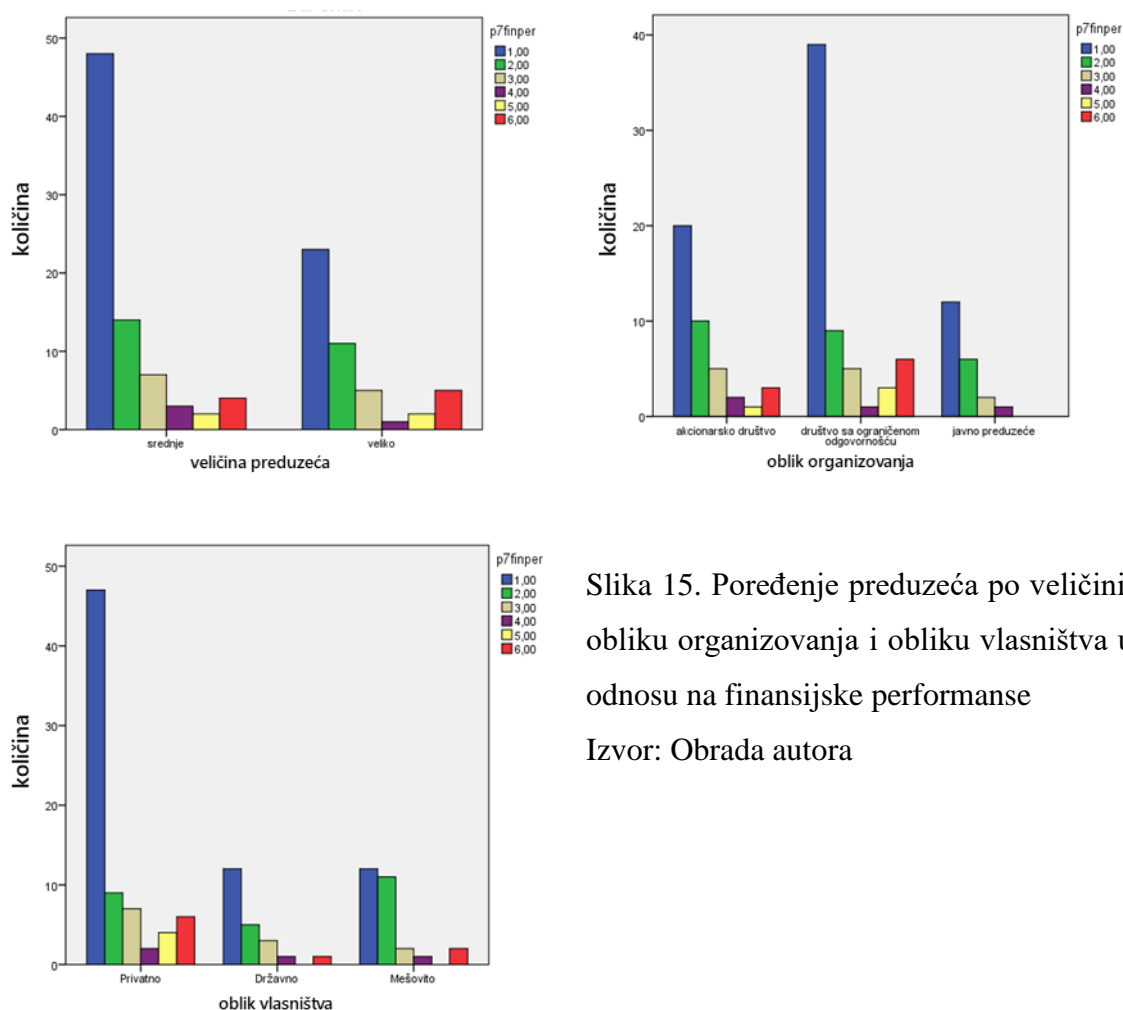 p7finper
1,00
2,00
3,00
4,00
5,00
6,00
50
40
30
20
10
0
količina
srednje
veliko
veličina preduzeća
p7finper
1,00
2,00
3,00
4,00
5,00
6,00
40
30
20
10
0
količina
akcionarsko društvo
društvo sa ograničenom
odgovornošću
javno preduzeće
oblik organizovanja
p7finper
1,00
2,00
3,00
4,00
5,00
6,00
50
40
30
20
10
0
količina
Privatno
Državno
Mešovito
oblik vlasništva
Slika 15. Poređenje preduzeća po veličini
obliku organizovanja i obliku vlasništva u
odnosu na finansijske performanse
Izvor: Obrada autora